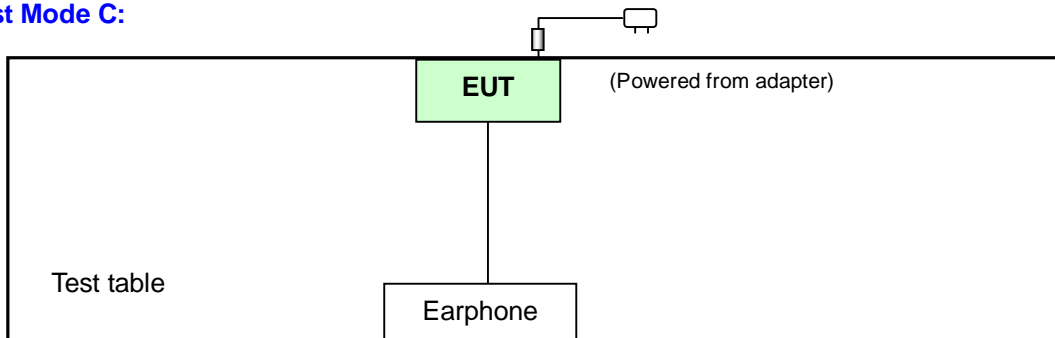 st Mode C:
EUT
(Powered from adapter)
Test table
Earphone